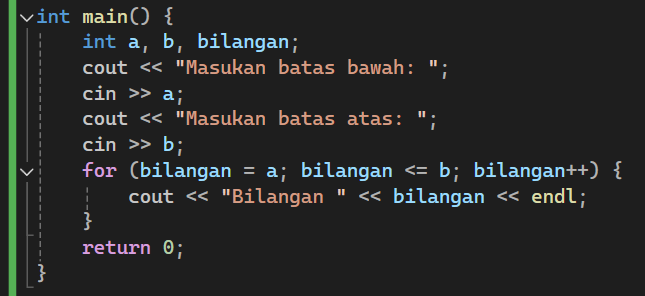 int main() {
    int a, b, bilangan;
    cout << "Masukan batas bawah: ";
    cin >> a;
    cout << "Masukan batas atas: ";
    cin >> b;
    for (bilangan = a; bilangan <= b; bilangan++) {
        cout << "Bilangan " << bilangan << endl;
    }
    return 0;
}